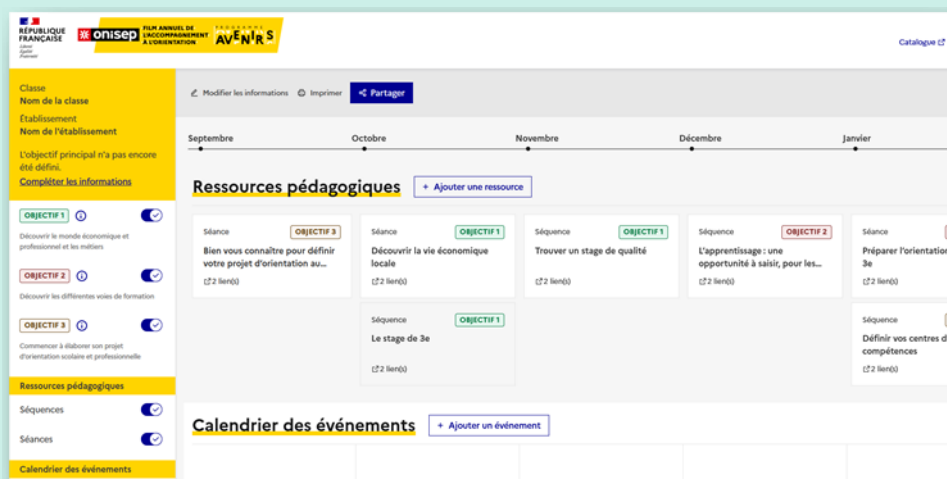 RÉPUBLIQUE
FRANÇAISE
Liberté
Égalité
Fraternité
onisep
FILM ANNUEL DE
L'ACCOMPAGNEMENT
À L'ORIENTATION
PROGRAMME
AVENIRS
Catalogue
Classe
Nom de la classe
Établissement
Nom de l'établissement
L'objectif principal n'a pas encore
été défini.
Compléter les informations
OBJECTIF 1
Découvrir le monde économique et
professionnel et les métiers
OBJECTIF 2
Découvrir les différentes voies de formation
OBJECTIF 3
Commencer à élaborer son projet
d'orientation scolaire et professionnelle
Ressources pédagogiques
Séquences
Séances
Calendrier des événements
Modifier les informations
Imprimer
Partager
Septembre
Octobre
Novembre
Décembre
Janvier
Ressources pédagogiques
+ Ajouter une ressource
Séance
OBJECTIF 3
Bien vous connaître pour définir
votre projet d'orientation au...
2 lien(s)
Séance
OBJECTIF 1
Découvrir la vie économique
locale
2 lien(s)
Séquence
OBJECTIF 1
Trouver un stage de qualité
2 lien(s)
Séquence
OBJECTIF 2
L'apprentissage : une
opportunité à saisir, pour les...
2 lien(s)
Séance
Préparer l'orientation
3e
2 lien(s)
Séquence
OBJECTIF 1
Le stage de 3e
2 lien(s)
Séquence
Définir vos centres d
compétences
2 lien(s)
Calendrier des événements
+ Ajouter un événement